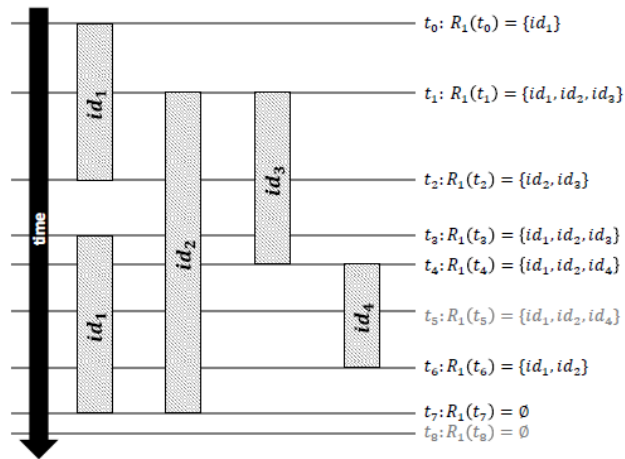 t₀: R₁(t₀) = {id₁}
t₁: R₁(t₁) = {id₁, id₂, id₃}
t₂: R₁(t₂) = {id₂, id₃}
t₃: R₁(t₃) = {id₁, id₂, id₃}
t₄: R₁(t₄) = {id₁, id₂, id₄}
t₅: R₁(t₅) = {id₁, id₂, id₄}
t₆: R₁(t₆) = {id₁, id₂}
t₇: R₁(t₇) = ∅
t₈: R₁(t₈) = ∅
time
id₁
id₁
id₂
id₃
id₄